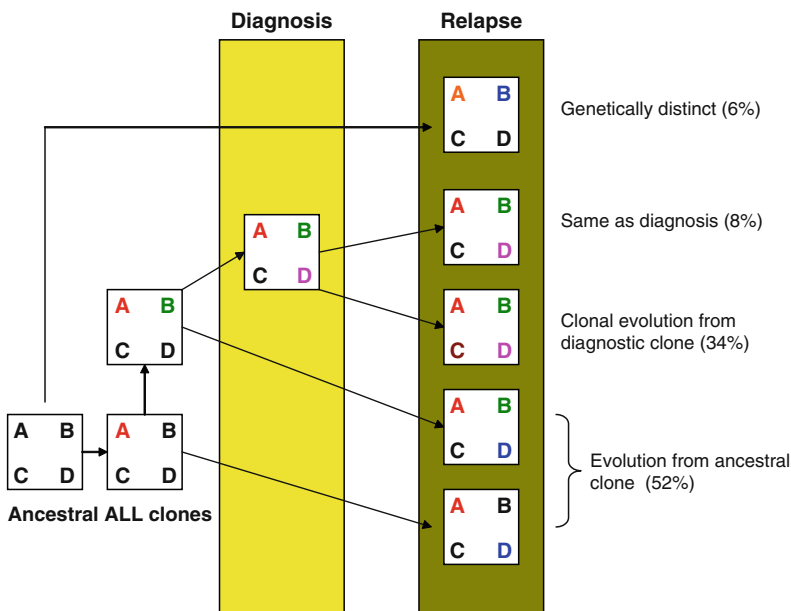 Diagnosis
Relapse
A B
C D
Genetically distinct (6%)
A B
C D
Same as diagnosis (8%)
A B
C D
A B
C D
A B
C D
Clonal evolution from
diagnostic clone (34%)
A B
C D
A B
C D
A B
C D
Evolution from ancestral
clone (52%)
A B
C D
Ancestral ALL clones